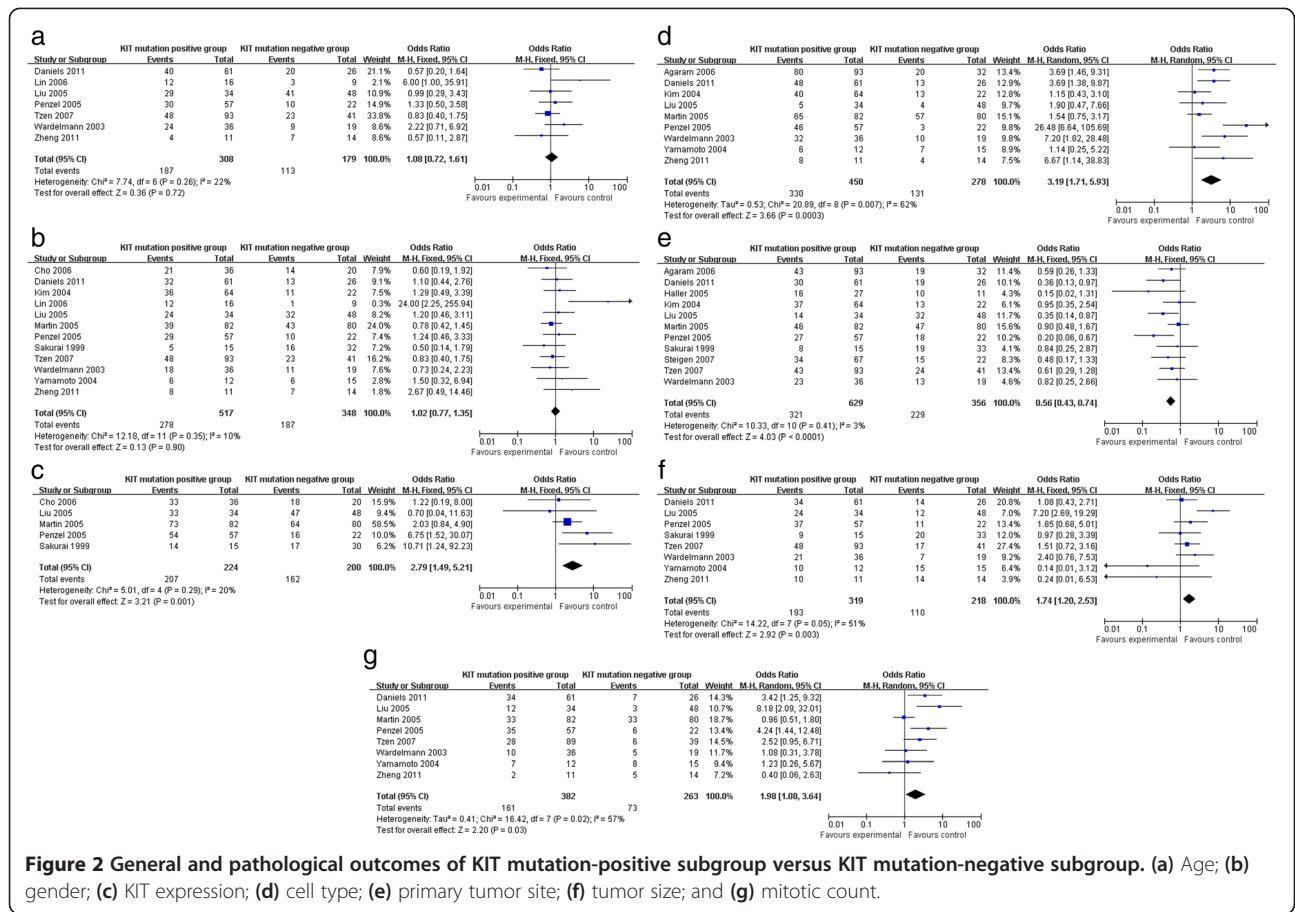 a
KIT mutation positive group KIT mutation negative group Odds Ratio Odds Ratio
Study or Subgroup Events Total Events Total Weight M-H, Fixed, 95% CI M-H, Fixed, 95% CI
Daniels 2011 40 61 20 26 21.1% 0.57 [0.20, 1.64]
Lin 2006 12 16 3 9 2.1% 6.00 [1.00, 35.91]
Liu 2005 29 34 41 48 14.9% 0.99 [0.29, 3.43]
Penzel 2005 30 57 10 22 14.9% 1.33 [0.50, 3.58]
Tzen 2007 48 93 23 41 33.8% 0.83 [0.40, 1.75]
Wardelmann 2003 24 36 9 19 8.6% 2.22 [0.71, 6.92]
Zheng 2011 4 11 7 14 7.5% 0.57 [0.11, 2.87]
Total (95% CI) 308 179 100.0% 1.08 [0.72, 1.61]
Total events 187 113
Heterogeneity: Chi² = 7.74, df = 6 (P = 0.26); I² = 22%
Test for overall effect: Z = 0.36 (P = 0.72)
0.01 0.1 1 10 100
Favours experimental Favours control
b
KIT mutation positive group KIT mutation negative group Odds Ratio Odds Ratio
Study or Subgroup Events Total Events Total Weight M-H, Fixed, 95% CI M-H, Fixed, 95% CI
Cho 2006 21 36 14 20 7.9% 0.60 [0.19, 1.92]
Daniels 2011 32 61 13 26 9.1% 1.10 [0.44, 2.76]
Kim 2004 36 64 11 22 7.5% 1.29 [0.49, 3.39]
Lin 2006 12 16 1 9 0.3% 24.00 [2.25, 255.94]
Liu 2005 24 34 32 48 8.2% 1.20 [0.46, 3.11]
Martin 2005 39 82 43 80 24.0% 0.78 [0.42, 1.45]
Penzel 2005 29 57 10 22 7.3% 1.24 [0.46, 3.33]
Sakurai 1999 5 15 16 32 7.2% 0.50 [0.14, 1.79]
Tzen 2007 48 93 23 41 16.2% 0.83 [0.40, 1.75]
Wardelmann 2003 18 36 11 19 7.6% 0.73 [0.24, 2.23]
Yamamoto 2004 6 12 6 15 2.8% 1.50 [0.32, 6.94]
Zheng 2011 8 11 7 14 1.8% 2.67 [0.49, 14.46]
Total (95% CI) 517 348 100.0% 1.02 [0.77, 1.35]
Total events 278 187
Heterogeneity: Chi² = 12.18, df = 11 (P = 0.35); I² = 10%
Test for overall effect: Z = 0.13 (P = 0.90)
0.01 0.1 1 10 100
Favours experimental Favours control
c
KIT mutation positive group KIT mutation negative group Odds Ratio Odds Ratio
Study or Subgroup Events Total Events Total Weight M-H, Fixed, 95% CI M-H, Fixed, 95% CI
Cho 2006 33 36 18 20 15.9% 1.22 [0.19, 8.00]
Liu 2005 33 34 47 48 9.4% 0.70 [0.04, 11.63]
Martin 2005 73 82 64 80 58.5% 2.03 [0.84, 4.90]
Penzel 2005 54 57 16 22 10.0% 6.75 [1.52, 30.07]
Sakurai 1999 14 15 17 30 6.2% 10.71 [1.24, 92.23]
Total (95% CI) 224 200 100.0% 2.79 [1.49, 5.21]
Total events 207 162
Heterogeneity: Chi² = 5.01, df = 4 (P = 0.29); I² = 20%
Test for overall effect: Z = 3.21 (P = 0.001)
0.01 0.1 1 10 100
Favours experimental Favours control
d
KIT mutation positive group KIT mutation negative group Odds Ratio Odds Ratio
Study or Subgroup Events Total Events Total Weight M-H, Random, 95% CI M-H, Random, 95% CI
Agaram 2006 80 93 20 32 13.4% 3.69 [1.46, 9.31]
Daniels 2011 48 61 13 26 12.9% 3.69 [1.38, 9.87]
Kim 2004 40 64 13 22 12.8% 1.15 [0.43, 3.10]
Liu 2005 5 34 4 48 9.5% 1.90 [0.47, 7.66]
Martin 2005 65 82 57 80 15.4% 1.54 [0.75, 3.17]
Penzel 2005 46 57 3 22 9.8% 26.48 [6.64, 105.69]
Wardelmann 2003 32 36 10 19 9.8% 7.20 [1.82, 28.48]
Yamamoto 2004 6 12 7 15 8.8% 1.14 [0.25, 5.22]
Zheng 2011 8 11 4 14 7.5% 6.67 [1.14, 38.83]
Total (95% CI) 450 278 100.0% 3.19 [1.71, 5.93]
Total events 330 131
Heterogeneity: Tau² = 0.53; Chi² = 20.89, df = 8 (P = 0.007); I² = 62%
Test for overall effect: Z = 3.66 (P = 0.0003)
0.01 0.1 1 10 100
Favours experimental Favours control
e
KIT mutation positive group KIT mutation negative group Odds Ratio Odds Ratio
Study or Subgroup Events Total Events Total Weight M-H, Fixed, 95% CI M-H, Fixed, 95% CI
Agaram 2006 43 93 19 32 11.4% 0.59 [0.26, 1.33]
Daniels 2011 30 61 19 26 10.6% 0.36 [0.13, 0.97]
Haller 2005 16 27 10 11 4.3% 0.15 [0.02, 1.31]
Kim 2004 37 64 13 22 6.1% 0.95 [0.35, 2.54]
Liu 2005 14 34 32 48 11.7% 0.35 [0.14, 0.87]
Martin 2005 46 82 47 80 15.9% 0.90 [0.48, 1.67]
Penzel 2005 27 57 18 22 10.2% 0.20 [0.06, 0.67]
Sakurai 1999 8 15 19 33 4.2% 0.84 [0.25, 2.87]
Steigen 2007 34 67 15 22 8.5% 0.48 [0.17, 1.33]
Tzen 2007 43 93 24 41 13.4% 0.61 [0.29, 1.28]
Wardelmann 2003 23 36 13 19 4.6% 0.82 [0.25, 2.66]
Total (95% CI) 629 356 100.0% 0.56 [0.43, 0.74]
Total events 321 229
Heterogeneity: Chi² = 10.33, df = 10 (P = 0.41); I² = 3%
Test for overall effect: Z = 4.03 (P < 0.0001)
0.01 0.1 1 10 100
Favours experimental Favours control
f
KIT mutation positive group KIT mutation negative group Odds Ratio Odds Ratio
Study or Subgroup Events Total Events Total Weight M-H, Fixed, 95% CI M-H, Fixed, 95% CI
Daniels 2011 34 61 14 26 20.8% 1.08 [0.43, 2.71]
Liu 2005 24 34 12 48 7.1% 7.20 [2.69, 19.29]
Penzel 2005 37 57 11 22 13.0% 1.85 [0.68, 5.01]
Sakurai 1999 9 15 20 33 12.2% 0.97 [0.28, 3.39]
Tzen 2007 48 93 17 41 27.4% 1.51 [0.72, 3.16]
Wardelmann 2003 21 36 7 19 9.2% 2.40 [0.76, 7.53]
Yamamoto 2004 10 12 15 15 6.4% 0.14 [0.01, 3.12]
Zheng 2011 10 11 14 14 3.9% 0.24 [0.01, 6.53]
Total (95% CI) 319 218 100.0% 1.74 [1.20, 2.53]
Total events 193 110
Heterogeneity: Chi² = 14.22, df = 7 (P = 0.05); I² = 51%
Test for overall effect: Z = 2.92 (P = 0.003)
0.01 0.1 1 10 100
Favours experimental Favours control
g
KIT mutation positive group KIT mutation negative group Odds Ratio Odds Ratio
Study or Subgroup Events Total Events Total Weight M-H, Random, 95% CI M-H, Random, 95% CI
Daniels 2011 34 61 7 26 14.3% 3.42 [1.25, 9.32]
Liu 2005 12 34 3 48 10.7% 8.18 [2.09, 32.01]
Martin 2005 33 82 33 80 18.7% 0.96 [0.51, 1.80]
Penzel 2005 35 57 6 22 13.4% 4.24 [1.44, 12.48]
Tzen 2007 28 89 6 39 14.5% 2.52 [0.95, 6.71]
Wardelmann 2003 10 36 5 19 11.7% 1.08 [0.31, 3.78]
Yamamoto 2004 7 12 8 15 9.4% 1.23 [0.26, 5.67]
Zheng 2011 2 11 5 14 7.2% 0.40 [0.06, 2.63]
Total (95% CI) 382 263 100.0% 1.98 [1.08, 3.64]
Total events 161 73
Heterogeneity: Tau² = 0.41; Chi² = 16.42, df = 7 (P = 0.02); I² = 57%
Test for overall effect: Z = 2.20 (P = 0.03)
0.01 0.1 1 10 100
Favours experimental Favours control
Figure 2 General and pathological outcomes of KIT mutation-positive subgroup versus KIT mutation-negative subgroup. (a) Age; (b)
gender; (c) KIT expression; (d) cell type; (e) primary tumor site; (f) tumor size; and (g) mitotic count.